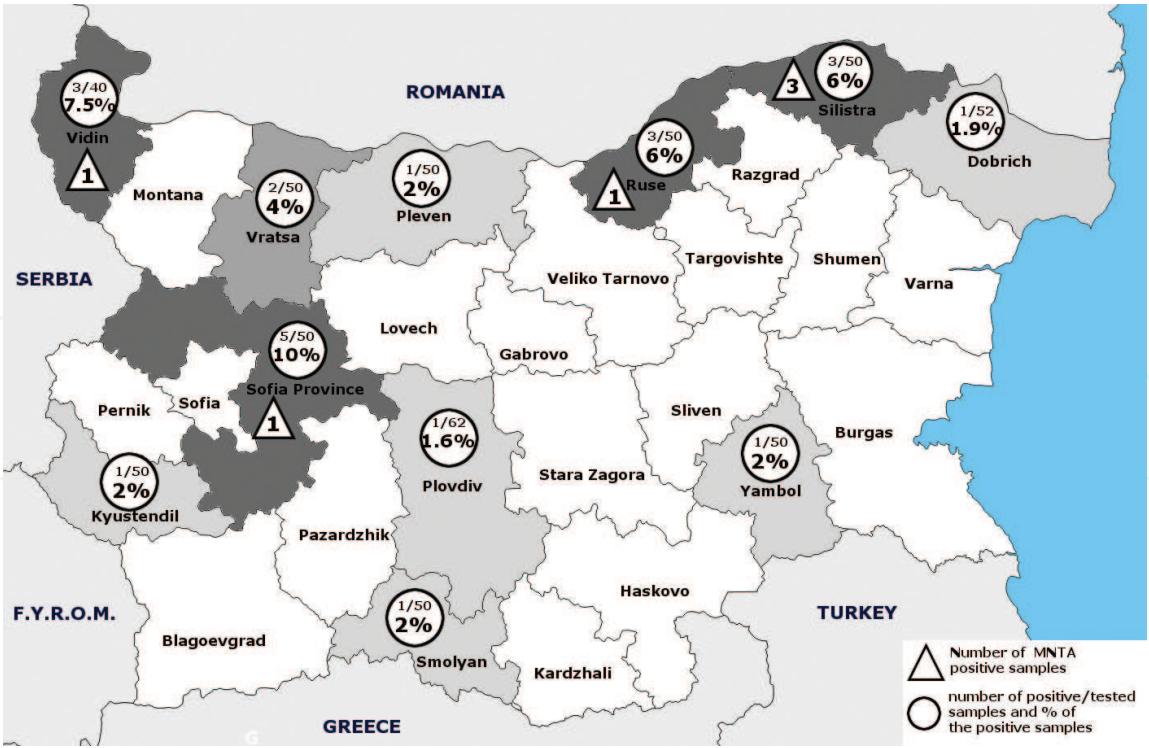 ROMANIA
3/40
7.5%
Vidin
1
Montana
2/50
4%
Vratsa
1/50
2%
Pleven
3/50
6%
Ruse
1
3
3/50
6%
Silistra
1/52
1.9%
Dobrich
Razgrad
SERBIA
Veliko Tarnovo
Targovishte
Shumen
Varna
Lovech
Gabrovo
5/50
10%
Sofia Province
1
Pernik
Sofia
Sliven
Burgas
1/50
2%
Kyustendil
1/62
1.6%
Plovdiv
Stara Zagora
1/50
2%
Yambol
Pazardzhik
Haskovo
F.Y.R.O.M.
Blagoevgrad
1/50
2%
Smolyan
Kardzhali
TURKEY
GREECE
G
Number of MNTA
positive samples
number of positive/tested
samples and % of
the positive samples